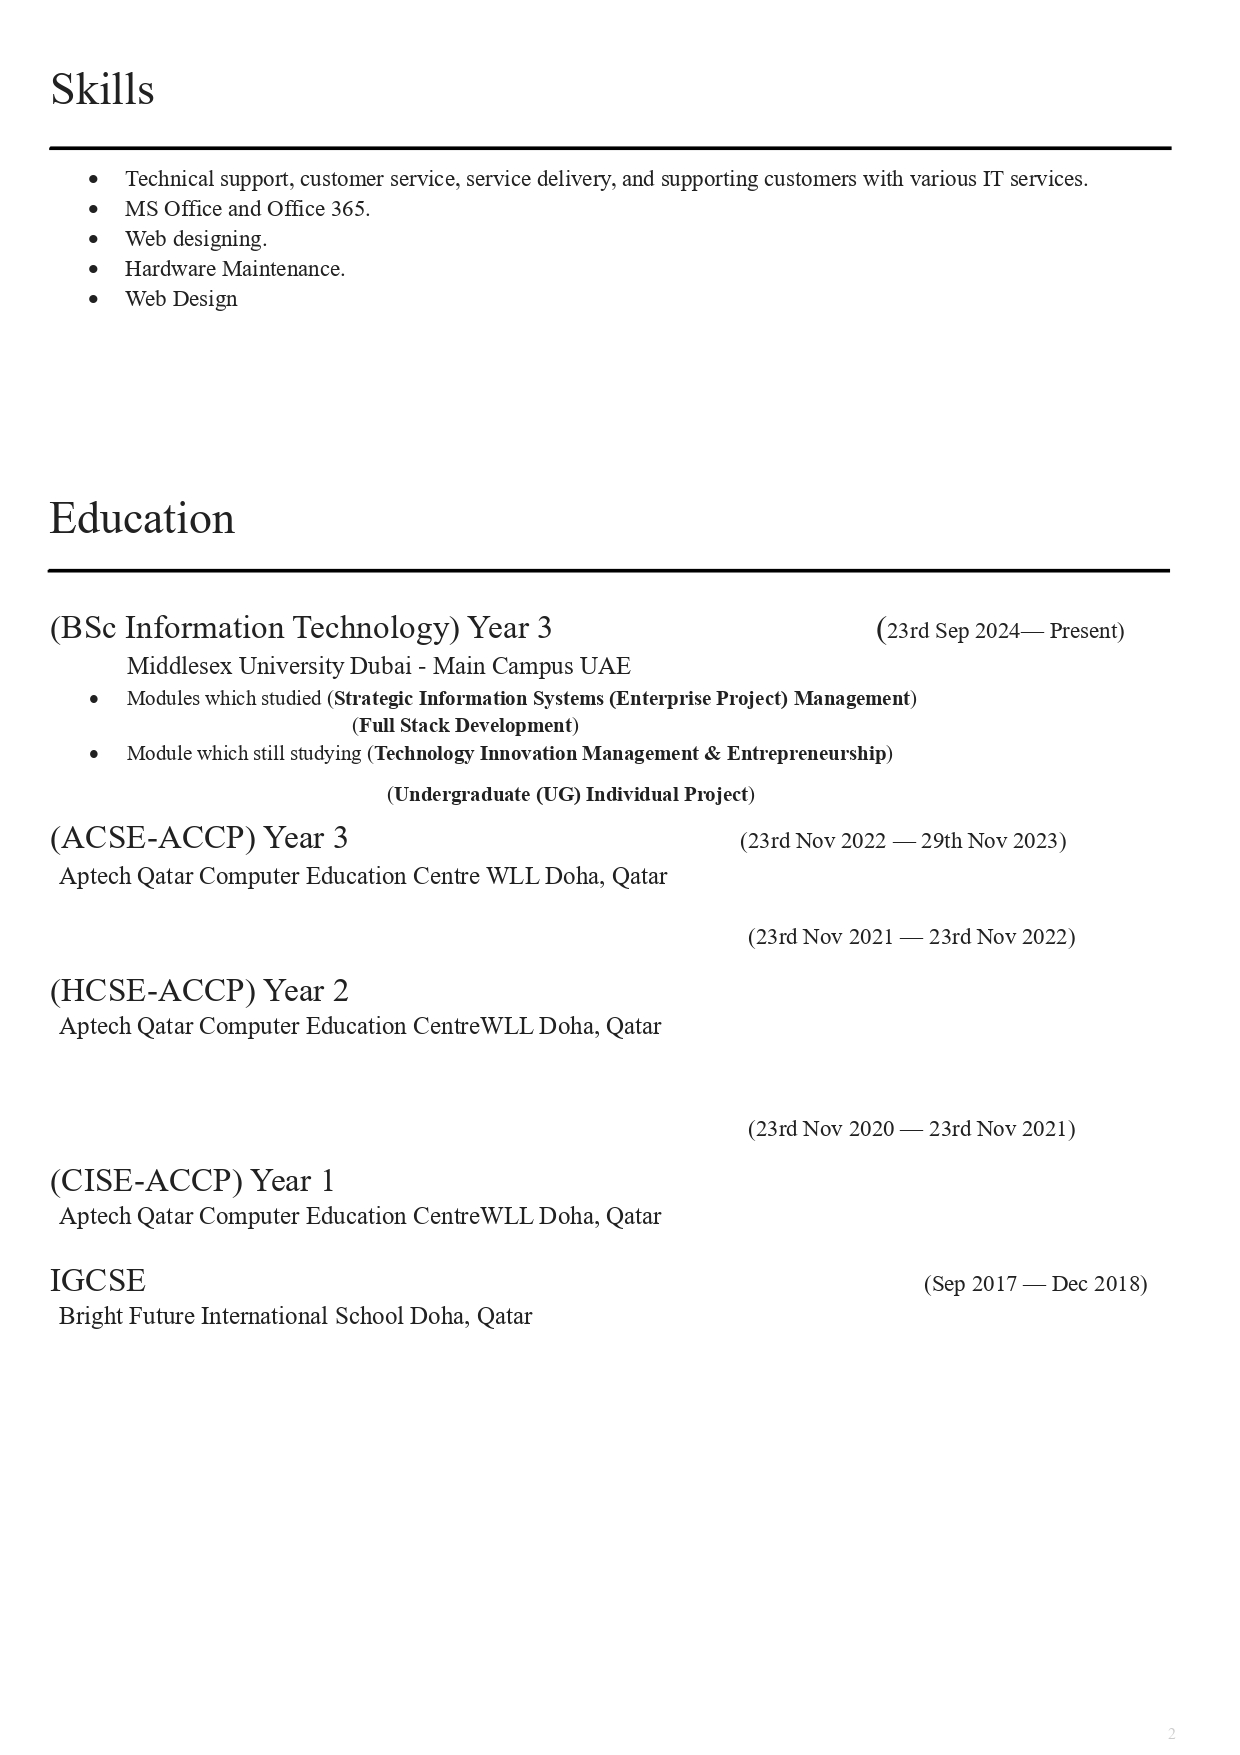 Skills
• Technical support, customer service, service delivery, and supporting customers with various IT services.
• MS Office and Office 365.
• Web designing.
• Hardware Maintenance.
• Web Design
Education
(BSc Information Technology) Year 3 (23rd Sep 2024— Present)
Middlesex University Dubai - Main Campus UAE
• Modules which studied (Strategic Information Systems (Enterprise Project) Management)
(Full Stack Development)
• Module which still studying (Technology Innovation Management & Entrepreneurship)
(Undergraduate (UG) Individual Project)
(ACSE-ACCP) Year 3 (23rd Nov 2022 — 29th Nov 2023)
Aptech Qatar Computer Education Centre WLL Doha, Qatar
(23rd Nov 2021 — 23rd Nov 2022)
(HCSE-ACCP) Year 2
Aptech Qatar Computer Education CentreWLL Doha, Qatar
(23rd Nov 2020 — 23rd Nov 2021)
(CISE-ACCP) Year 1
Aptech Qatar Computer Education CentreWLL Doha, Qatar
IGCSE (Sep 2017 — Dec 2018)
Bright Future International School Doha, Qatar
2